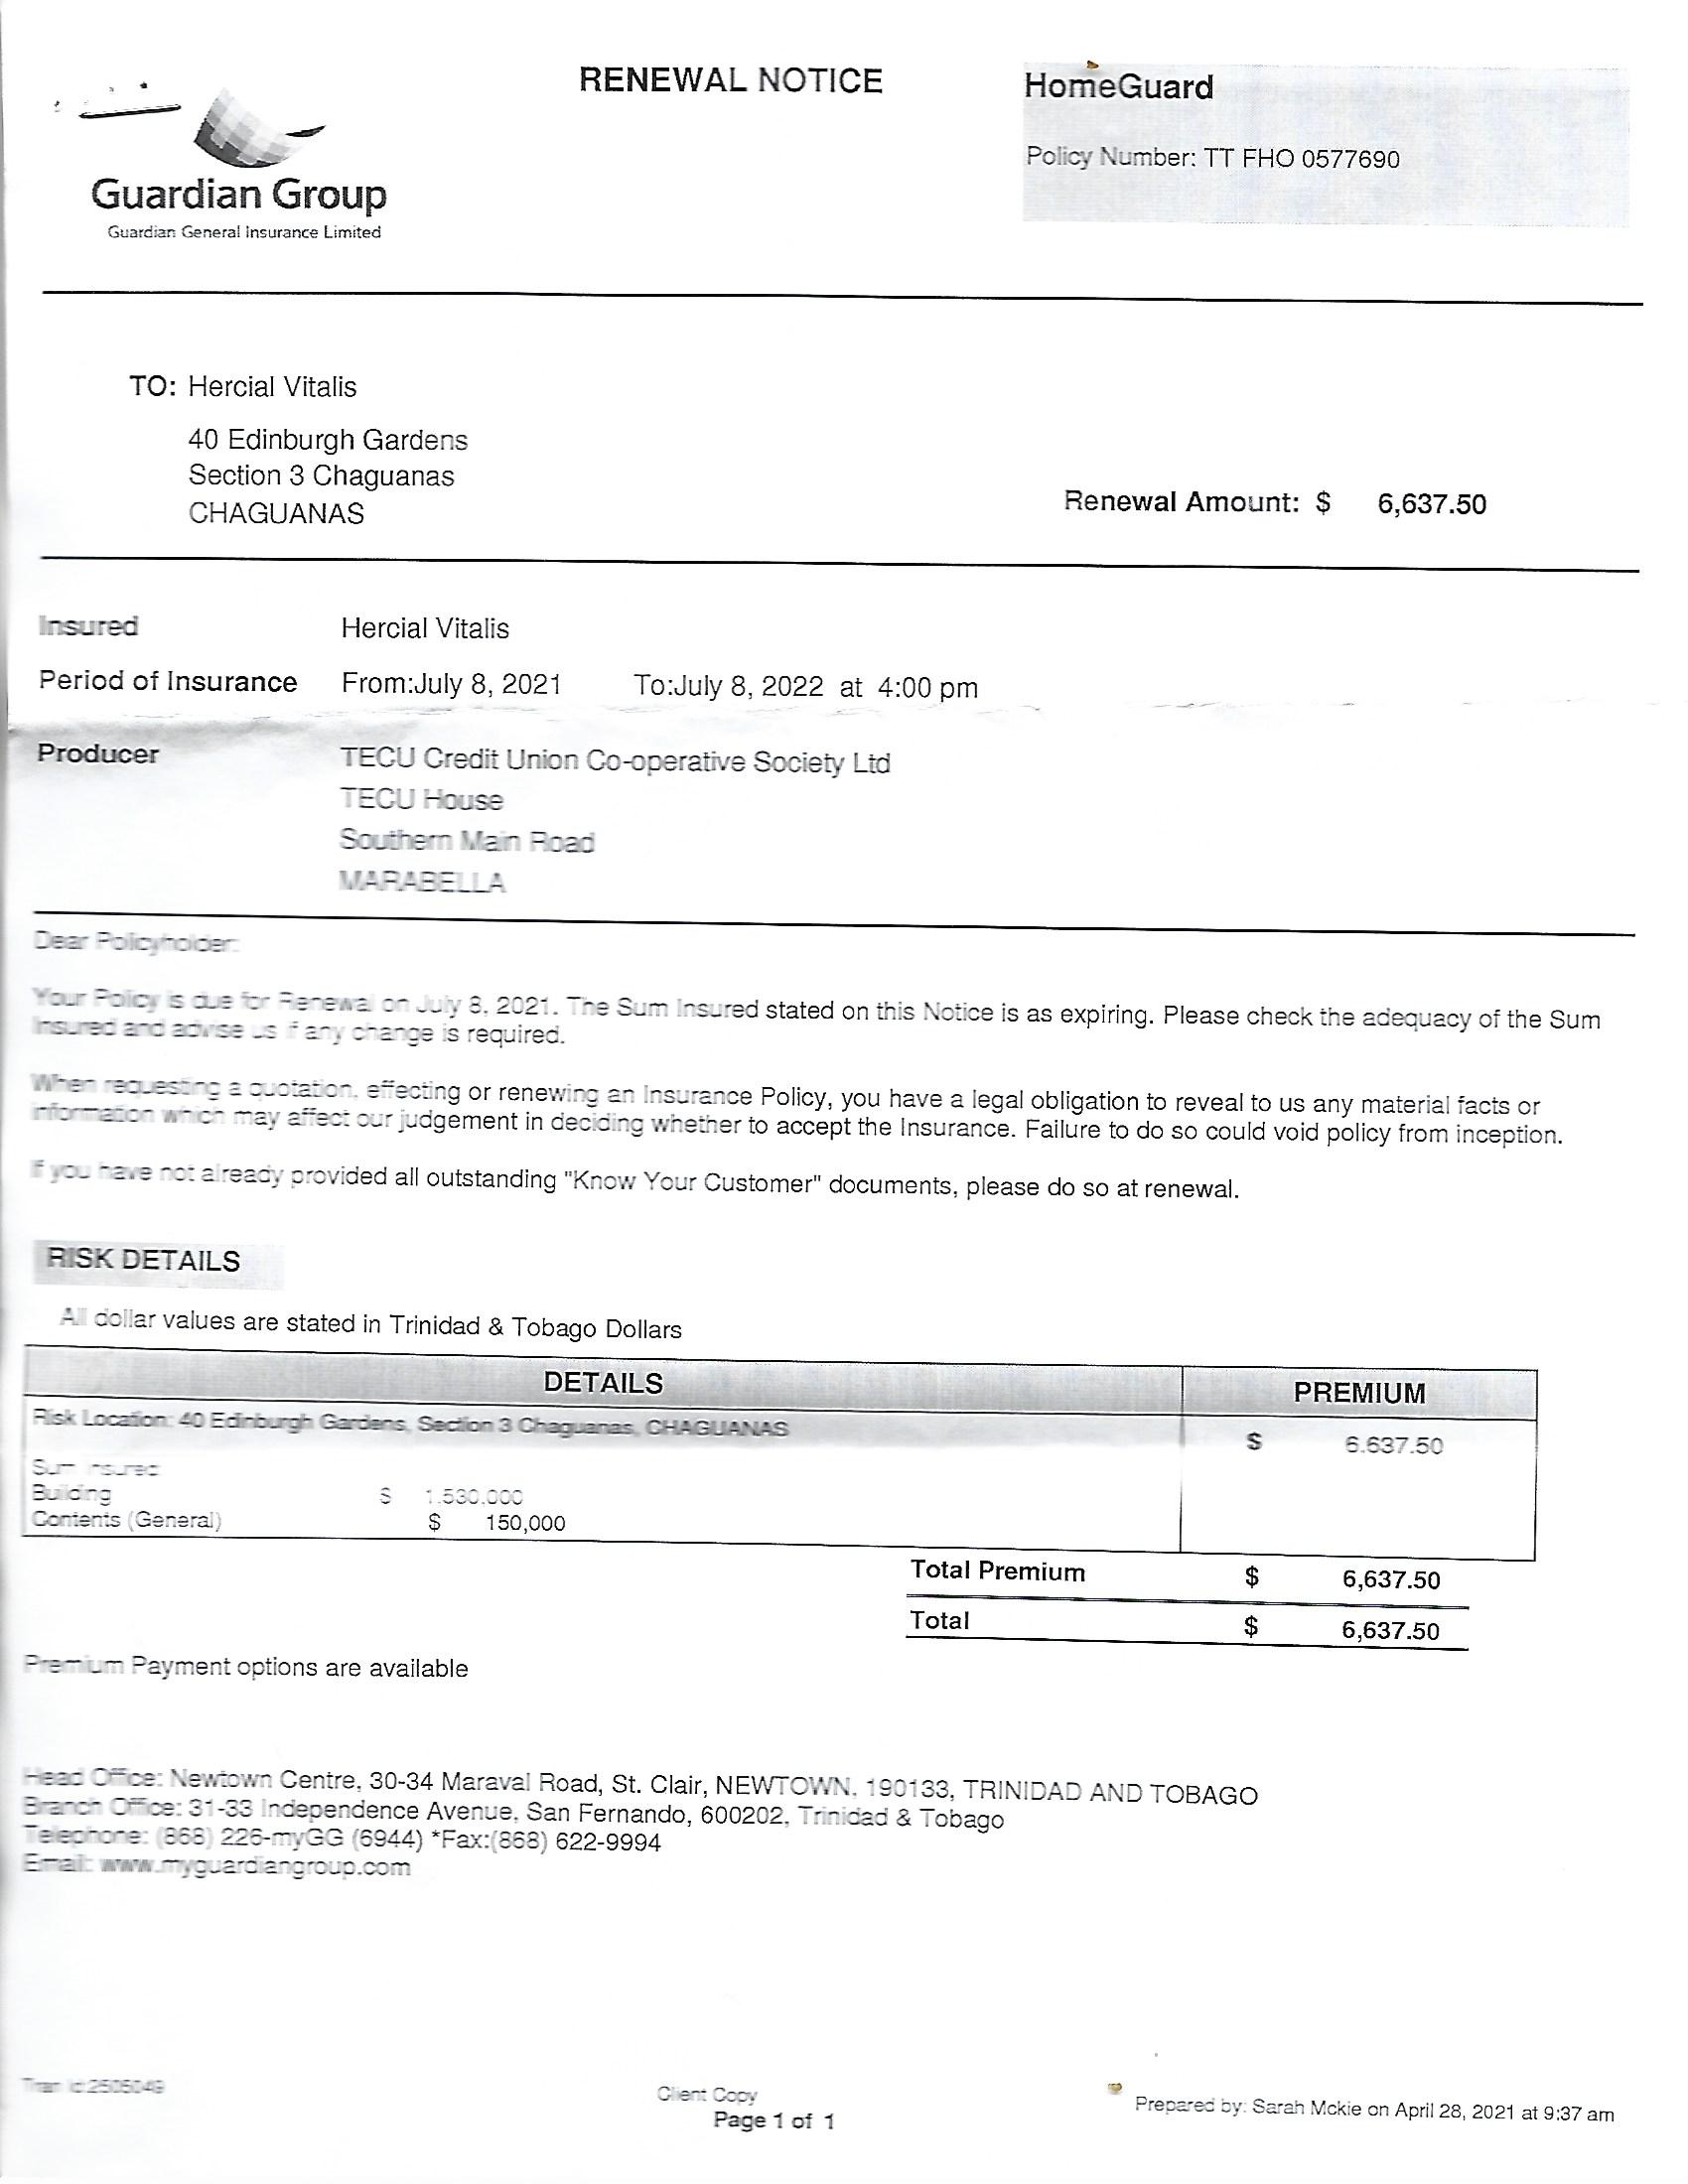 RENEWAL NOTICE
HomeGuard
Policy Number: TT FHO 0577690
Guardian Group
Guardian General Insurance Limited
TO: Hercial Vitalis
40 Edinburgh Gardens
Section 3 Chaguanas
CHAGUANAS
Renewal Amount: $ 6,637.50
Insured Hercial Vitalis
Period of Insurance From:July 8, 2021 To:July 8, 2022 at 4:00 pm
Producer TECU Credit Union Co-operative Society Ltd
TECU House
Southern Main Road
MARABELLA
Dear Policyholder:
Your Policy is due for Renewal on July 8, 2021. The Sum Insured stated on this Notice is as expiring. Please check the adequacy of the Sum
Insured and advise us if any change is required.
When requesting a quotation, effecting or renewing an Insurance Policy, you have a legal obligation to reveal to us any material facts or
information which may affect our judgement in deciding whether to accept the Insurance. Failure to do so could void policy from inception.
If you have not already provided all outstanding "Know Your Customer" documents, please do so at renewal.
RISK DETAILS
All dollar values are stated in Trinidad & Tobago Dollars
DETAILS PREMIUM
Risk Location: 40 Edinburgh Gardens, Section 3 Chaguanas, CHAGUANAS $ 6,637.50
Sum Insured
Building $ 1,530,000
Contents (General) $ 150,000
Total Premium $ 6,637.50
Total $ 6,637.50
Premium Payment options are available
Head Office: Newtown Centre, 30-34 Maraval Road, St. Clair, NEWTOWN, 190133, TRINIDAD AND TOBAGO
Branch Office: 31-33 Independence Avenue, San Fernando, 600202, Trinidad & Tobago
Telephone: (868) 226-myGG (6944) *Fax:(868) 622-9994
Email: www.myguardiangroup.com
Tran Id:2505049
Client Copy
Page 1 of 1
Prepared by: Sarah Mckie on April 28, 2021 at 9:37 am